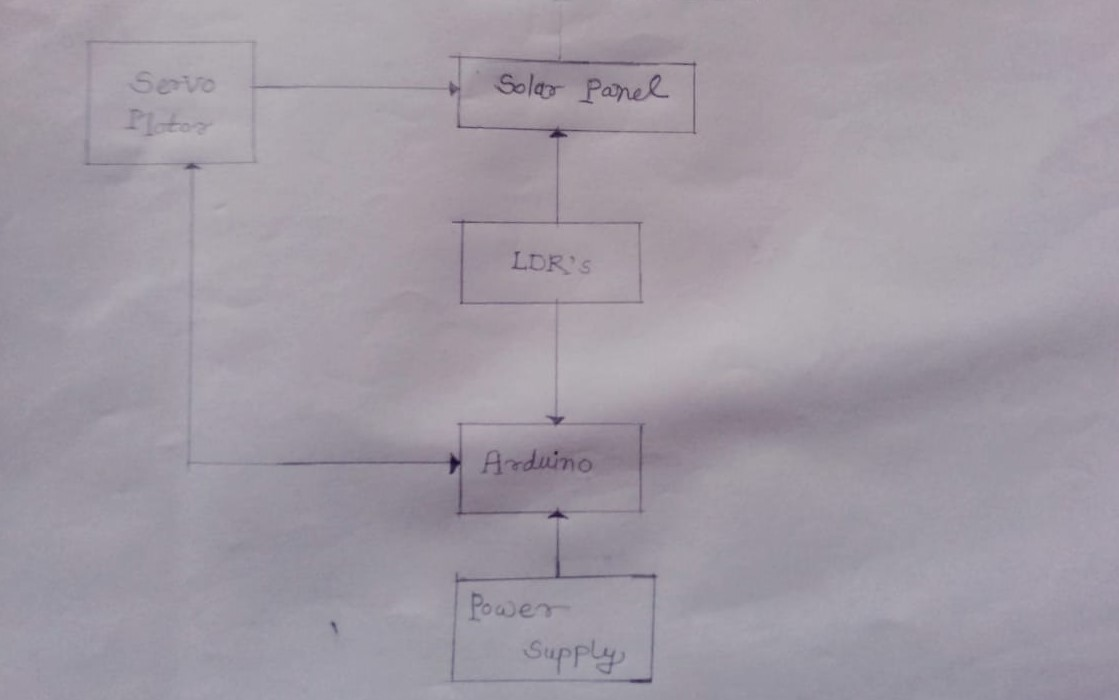 Servo
Motor
Solar Panel
LDR's
Arduino
Power
Supply